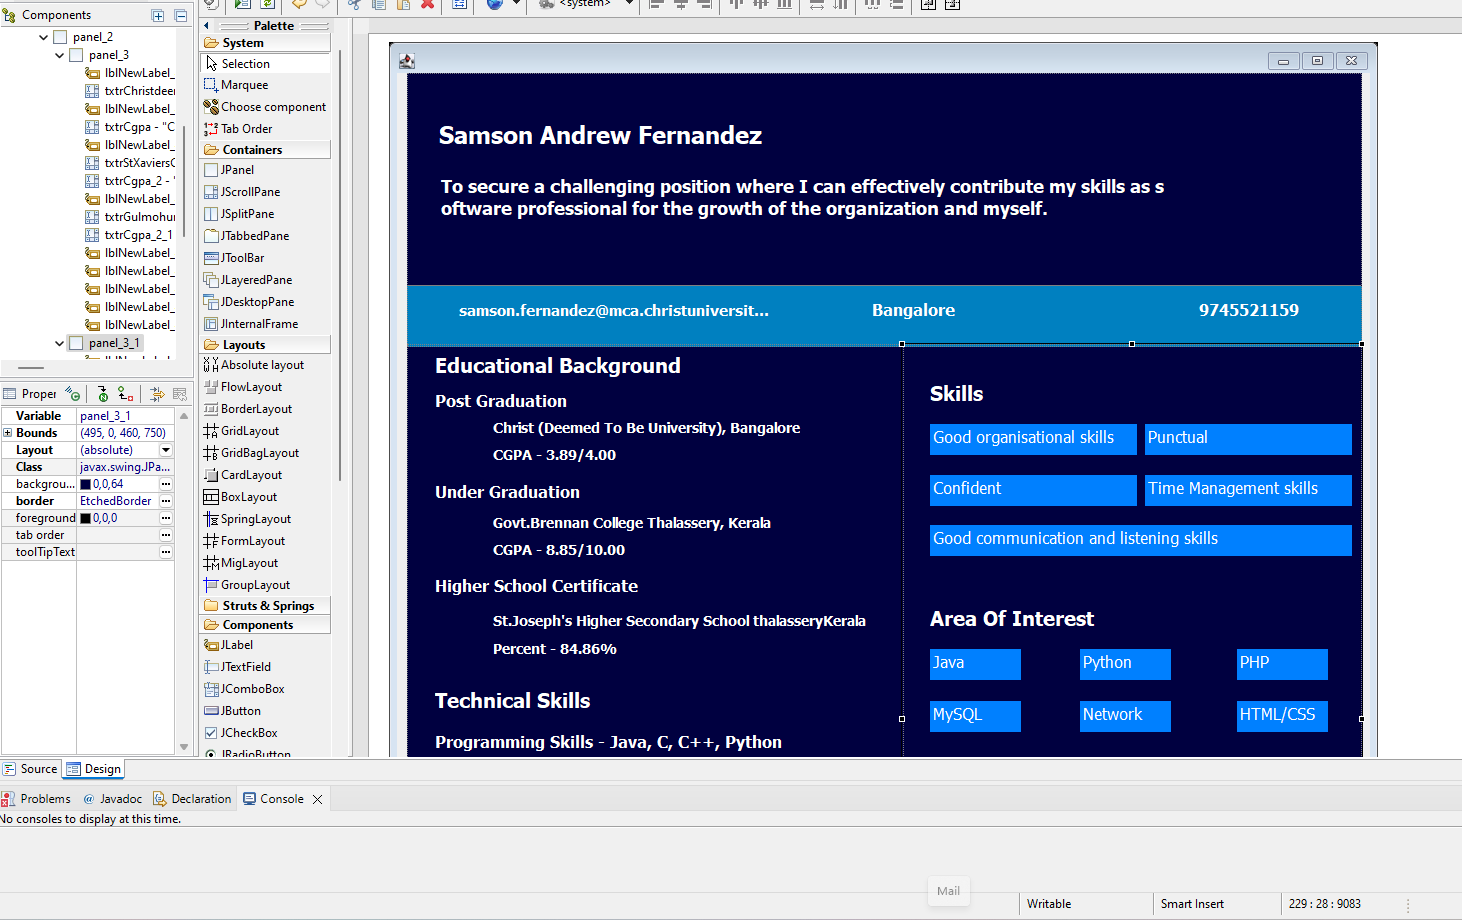 Components
Palette
<system>
panel_2
panel_3
lblNewLabel_
txtrChristdeer
lblNewLabel_
txtrCgpa - "C
lblNewLabel_
txtrStXaviersC
txtrCgpa_2 - "
lblNewLabel_
txtrGulmohur
txtrCgpa_2_1
lblNewLabel_
lblNewLabel_
lblNewLabel_
lblNewLabel_
lblNewLabel_
panel_3_1
Proper
Variable panel_3_1
Bounds (495, 0, 460, 750)
Layout (absolute)
Class javax.swing.JPa...
backgrou... 0,0,64
border EtchedBorder
foreground 0,0,0
tab order
toolTipText
System
Selection
Marquee
Choose component
Tab Order
Containers
JPanel
JScrollPane
JSplitPane
JTabbedPane
JToolBar
JLayeredPane
JDesktopPane
JInternalFrame
Layouts
Absolute layout
FlowLayout
BorderLayout
GridLayout
GridBagLayout
CardLayout
BoxLayout
SpringLayout
FormLayout
MigLayout
GroupLayout
Struts & Springs
Components
JLabel
JTextField
JComboBox
JButton
JCheckBox
JRadioButton
Samson Andrew Fernandez
To secure a challenging position where I can effectively contribute my skills as s
oftware professional for the growth of the organization and myself.
samson.fernandez@mca.christuniversit... Bangalore 9745521159
Educational Background
Post Graduation
Christ (Deemed To Be University), Bangalore
CGPA - 3.89/4.00
Under Graduation
Govt.Brennan College Thalassery, Kerala
CGPA - 8.85/10.00
Higher School Certificate
St.Joseph's Higher Secondary School thalasseryKerala
Percent - 84.86%
Technical Skills
Programming Skills - Java, C, C++, Python
Skills
Good organisational skills Punctual
Confident Time Management skills
Good communication and listening skills
Area Of Interest
Java Python PHP
MySQL Network HTML/CSS
Source Design
Problems @ Javadoc Declaration Console
No consoles to display at this time.
Mail
Writable Smart Insert 229 : 28 : 9083